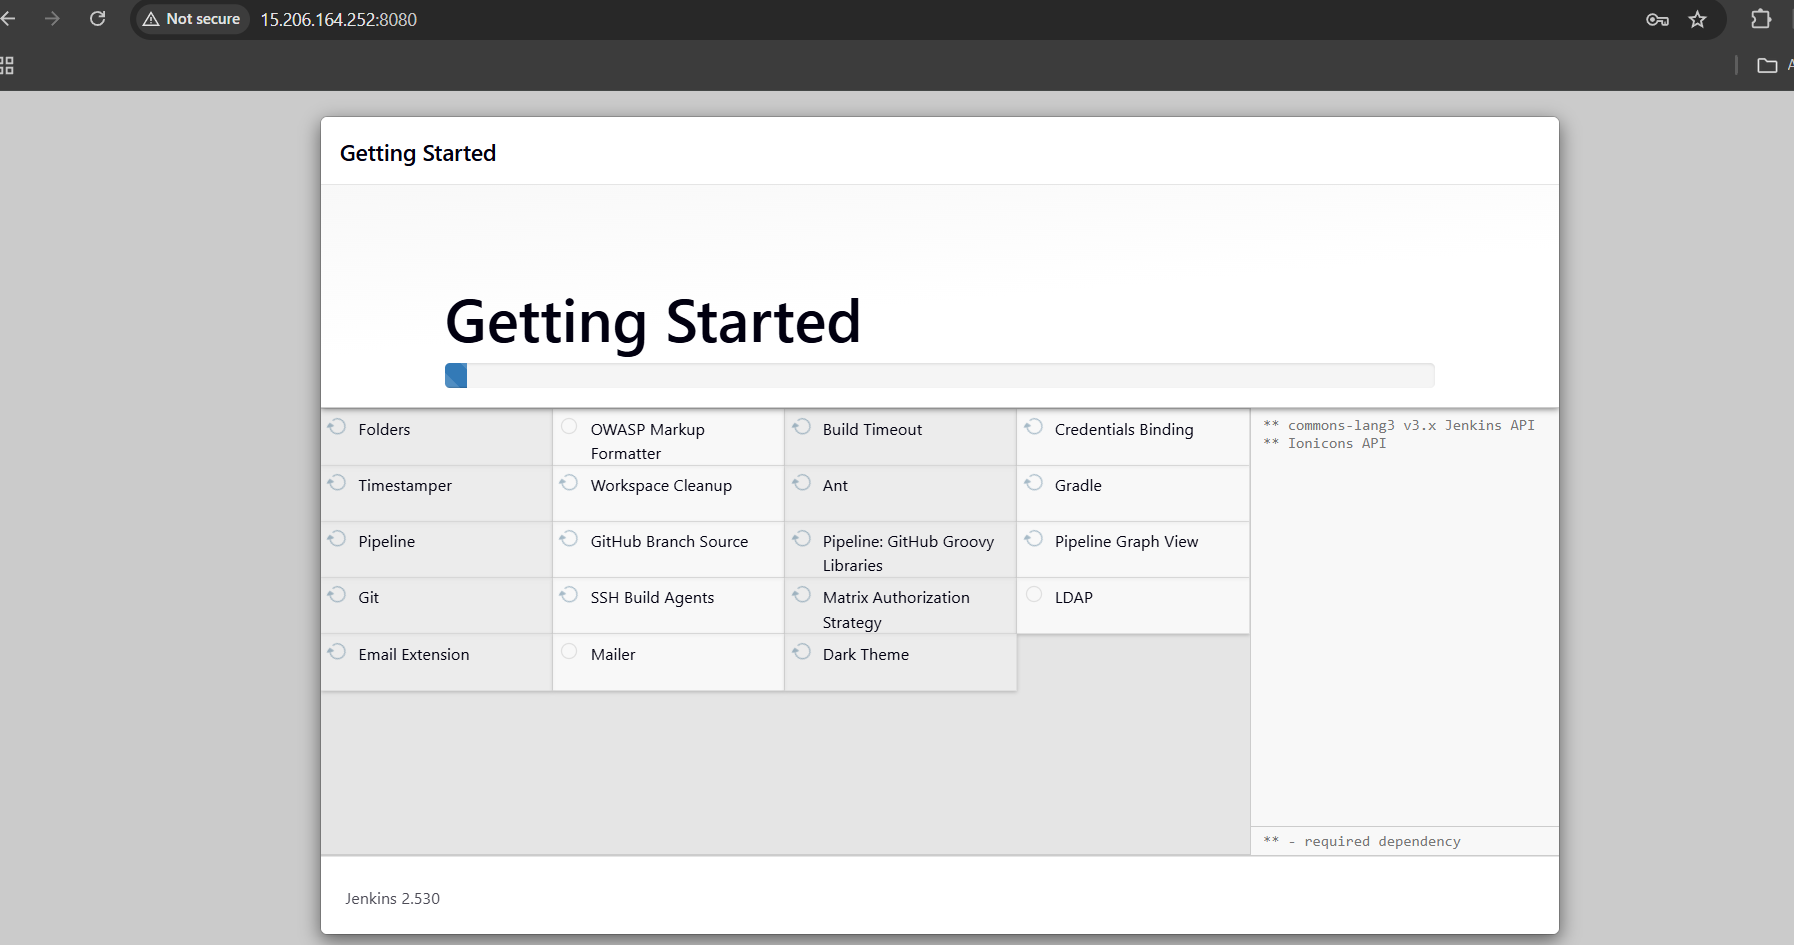 Not secure
15.206.164.252:8080
A
Getting Started
Getting Started
Folders
OWASP Markup
Formatter
Build Timeout
Credentials Binding
Timestamper
Workspace Cleanup
Ant
Gradle
Pipeline
GitHub Branch Source
Pipeline: GitHub Groovy
Libraries
Pipeline Graph View
Git
SSH Build Agents
Matrix Authorization
Strategy
LDAP
Email Extension
Mailer
Dark Theme
** commons-lang3 v3.x Jenkins API
** Ionicons API
** - required dependency
Jenkins 2.530